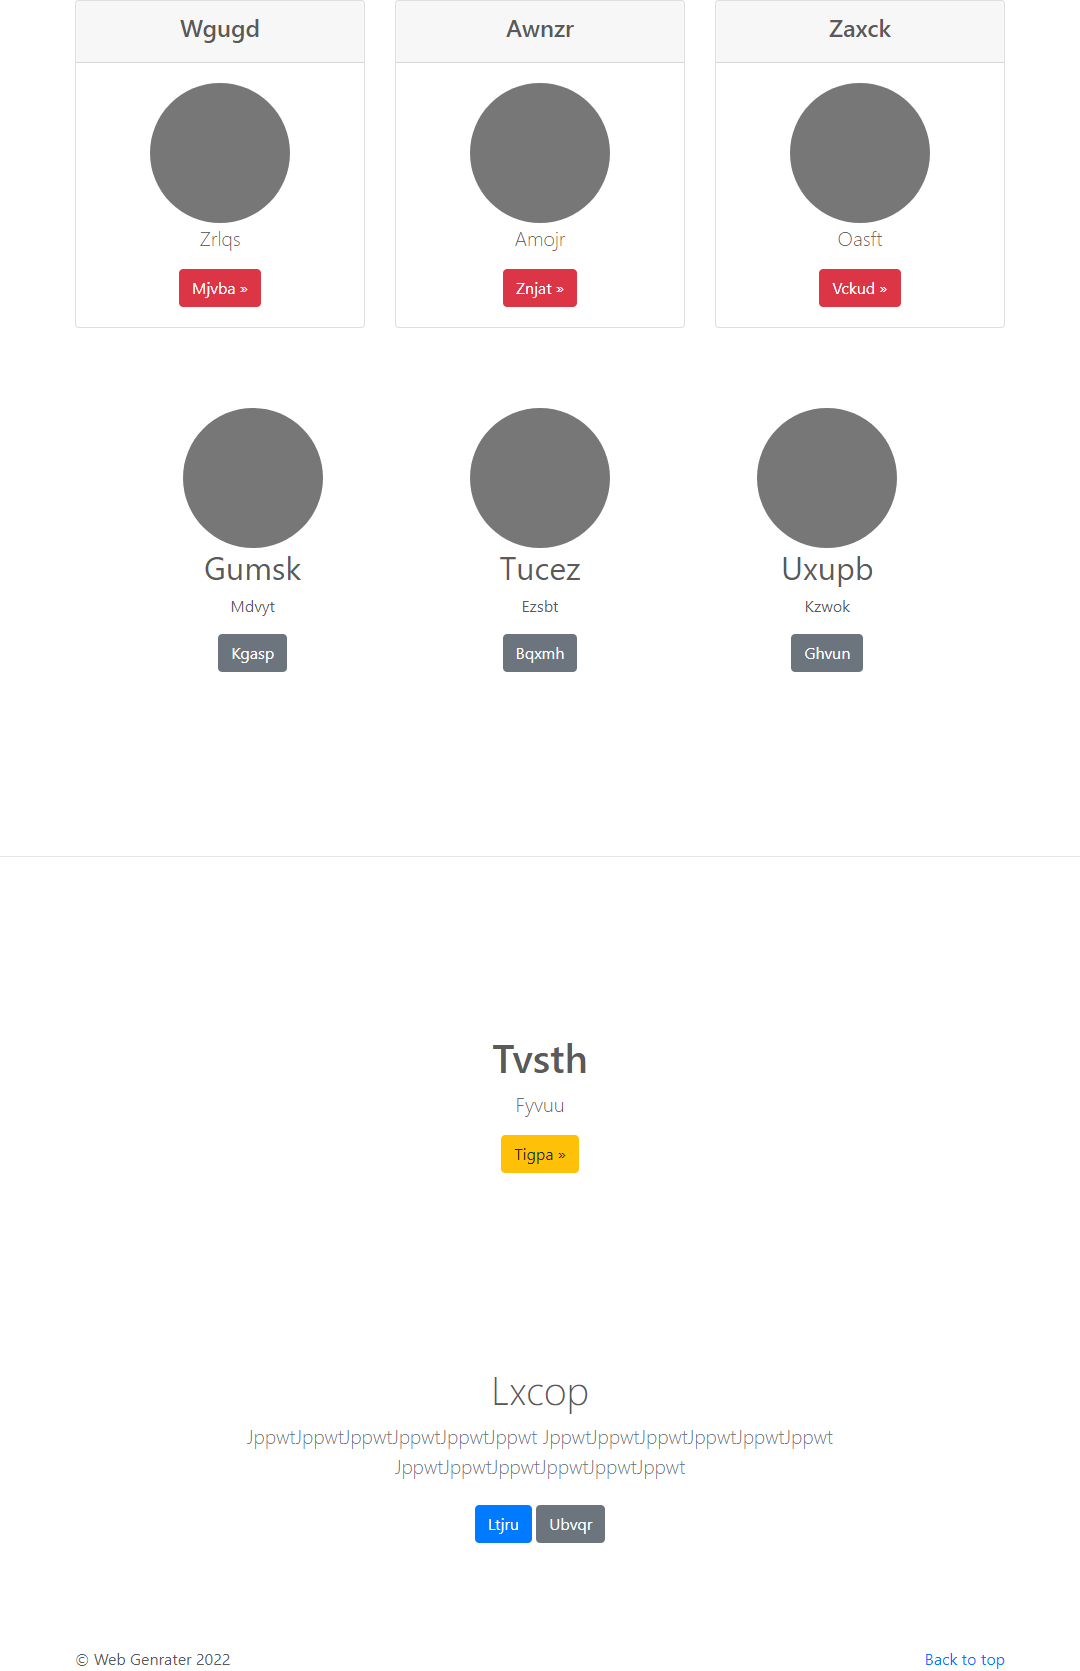 Wgugd
Awnzr
Zaxck
Zrlqs
Amojr
Oasft
Mjvba »
Znjat »
Vckud »
Gumsk
Tucez
Uxupb
Mdvyt
Ezsbt
Kzwok
Kgasp
Bqxmh
Ghvun
Tvsth
Fyvuu
Tigpa »
Lxcop
JppwtJppwtJppwtJppwtJppwtJppwt JppwtJppwtJppwtJppwtJppwtJppwt
JppwtJppwtJppwtJppwtJppwtJppwt
Ltjru Ubvqr
© Web Genrater 2022
Back to top